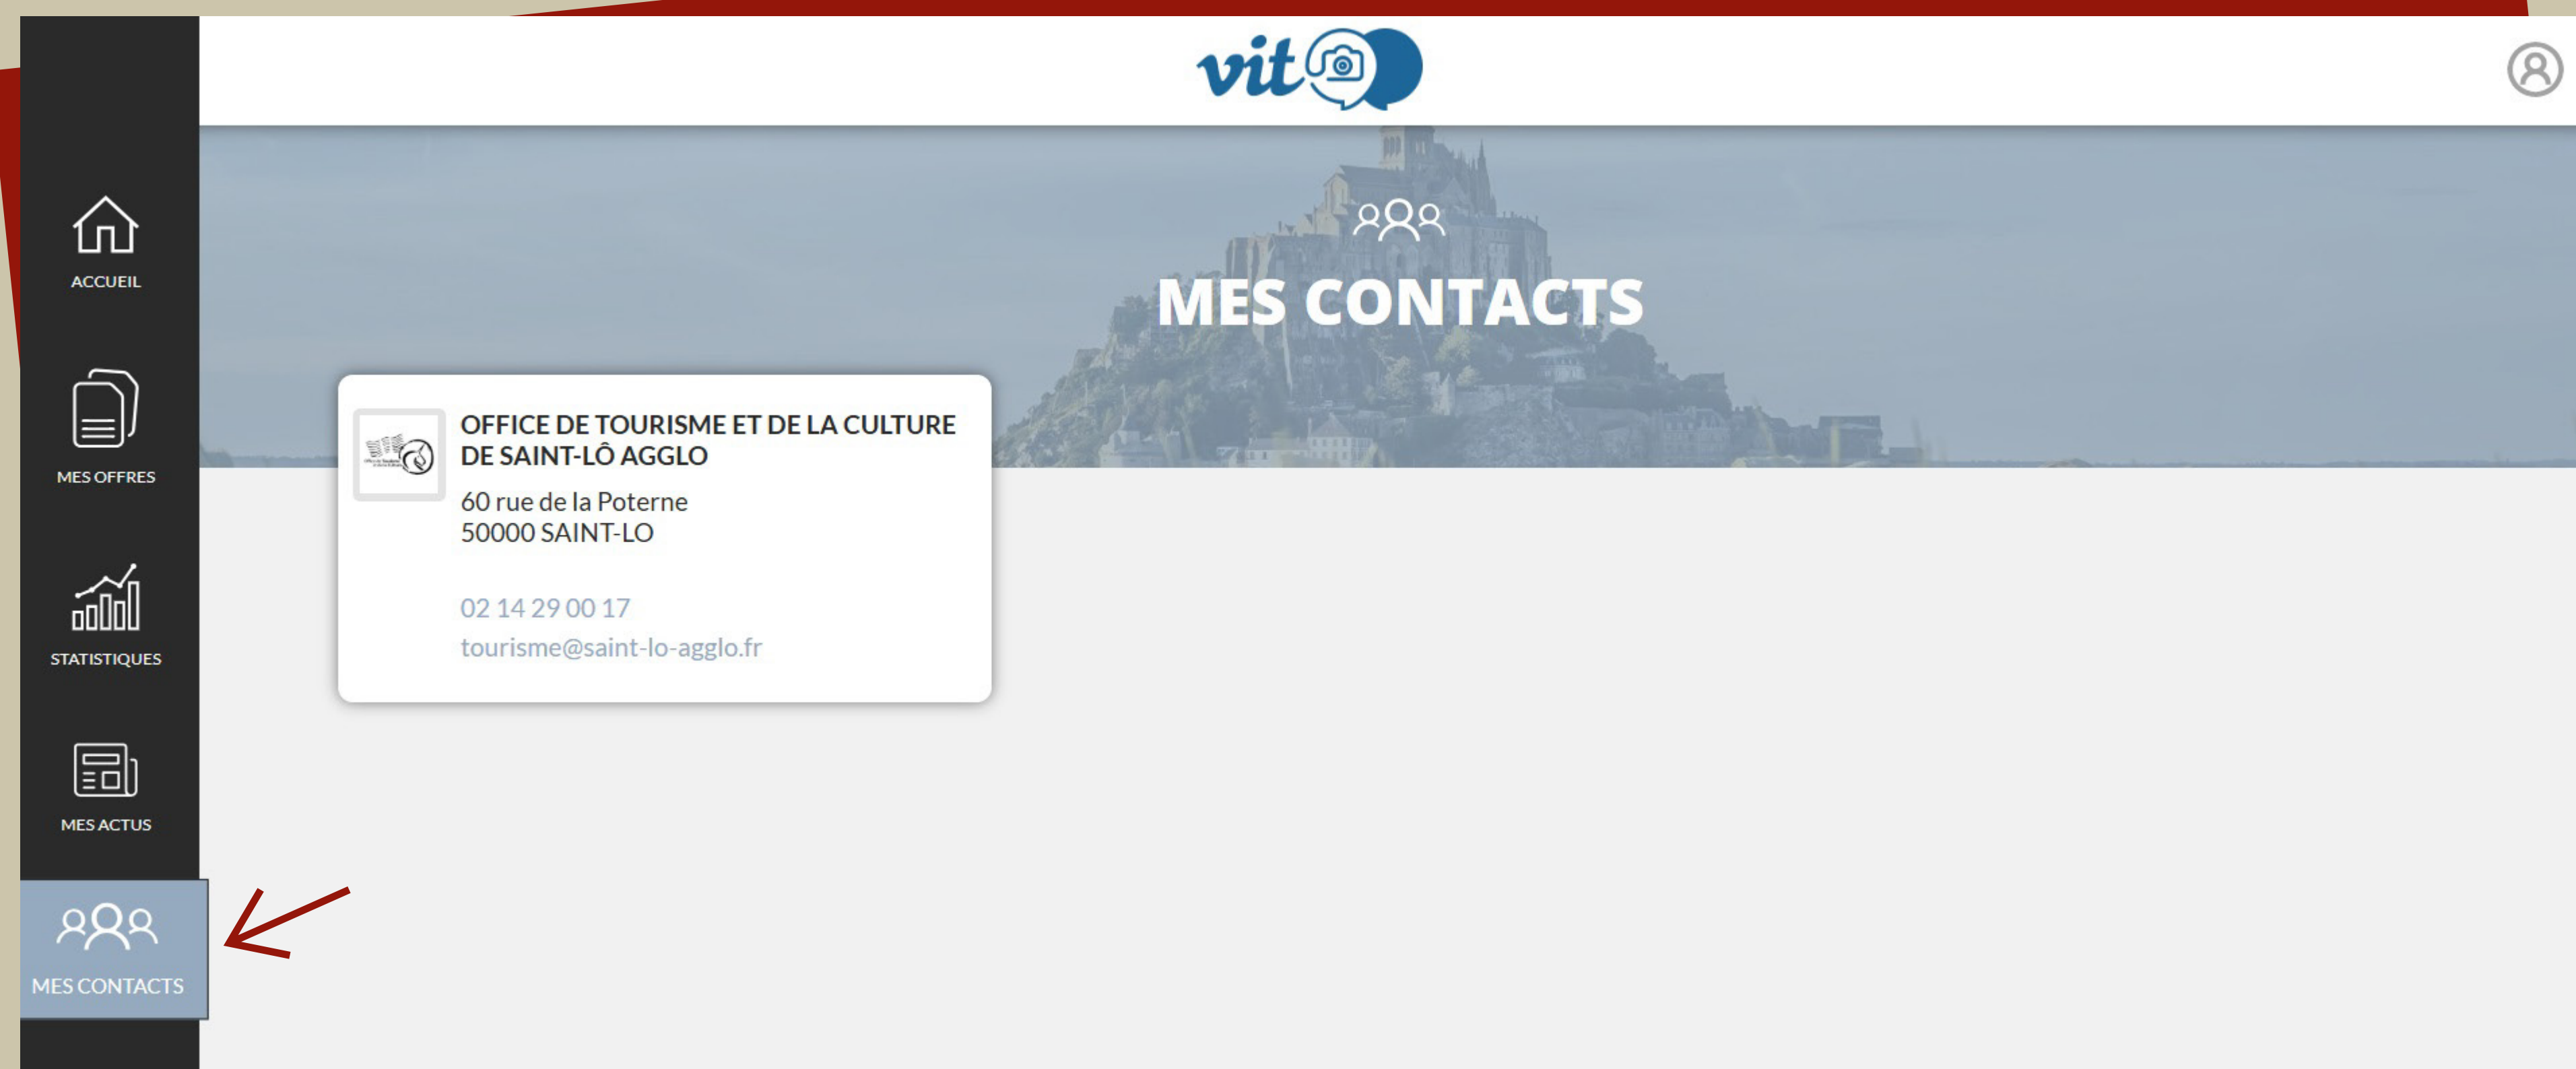 vit
ACCUEIL
MES OFFRES
STATISTIQUES
MES ACTUS
MES CONTACTS
MES CONTACTS
OFFICE DE TOURISME ET DE LA CULTURE
DE SAINT-LÔ AGGLO
60 rue de la Poterne
50000 SAINT-LO
02 14 29 00 17
tourisme@saint-lo-agglo.fr